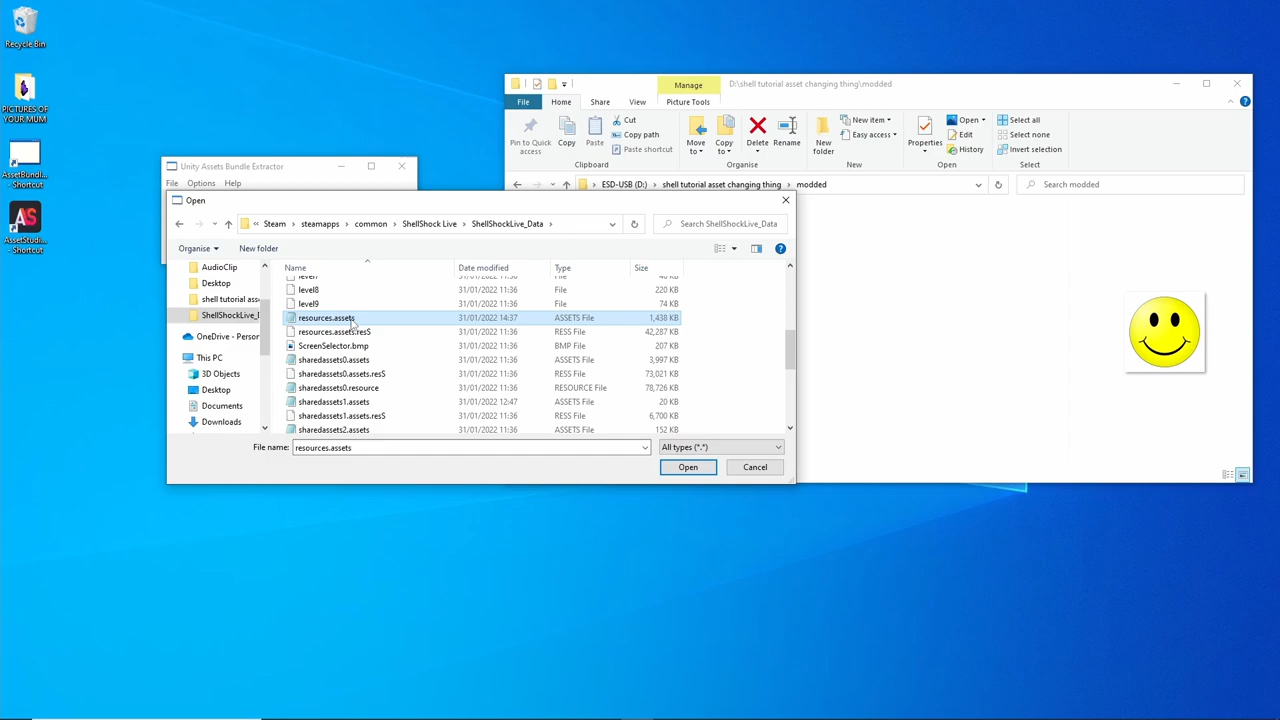 Recycle Bin
PICTURES OF
YOUR MUM
AssetBundl...
- Shortcut
AssetStudi...
- Shortcut
Unity Assets Bundle Extractor
File Options Help
Manage
D:\shell tutorial asset changing thing\modded
File Home Share View Picture Tools
Pin to Quick
access
Copy
Paste
Cut
Copy path
Paste shortcut
Clipboard
Move
to
Copy
to
Delete
Rename
Organise
New
folder
New item
Easy access
New
Properties
Open
Edit
History
Open
Select all
Select none
Invert selection
Select
ESD-USB (D:) > shell tutorial asset changing thing > modded
Search modded
Open
« Steam > steamapps > common > ShellShock Live > ShellShockLive_Data >
Search ShellShockLive_Data
Organise New folder
AudioClip
Desktop
shell tutorial ass
ShellShockLive_D
OneDrive - Person
This PC
3D Objects
Desktop
Documents
Downloads
Name Date modified Type Size
level7 31/01/2022 11:36 File 40 KB
level8 31/01/2022 11:36 File 220 KB
level9 31/01/2022 11:36 File 74 KB
resources.assets 31/01/2022 14:37 ASSETS File 1,438 KB
resources.assets.resS 31/01/2022 11:36 RESS File 42,287 KB
ScreenSelector.bmp 31/01/2022 11:36 BMP File 207 KB
sharedassets0.assets 31/01/2022 11:36 ASSETS File 3,997 KB
sharedassets0.assets.resS 31/01/2022 11:36 RESS File 73,021 KB
sharedassets0.resource 31/01/2022 11:36 RESOURCE File 78,726 KB
sharedassets1.assets 31/01/2022 12:47 ASSETS File 20 KB
sharedassets1.assets.resS 31/01/2022 11:36 RESS File 6,700 KB
sharedassets2.assets 31/01/2022 11:36 ASSETS File 152 KB
File name: resources.assets All types (*.*)
Open Cancel